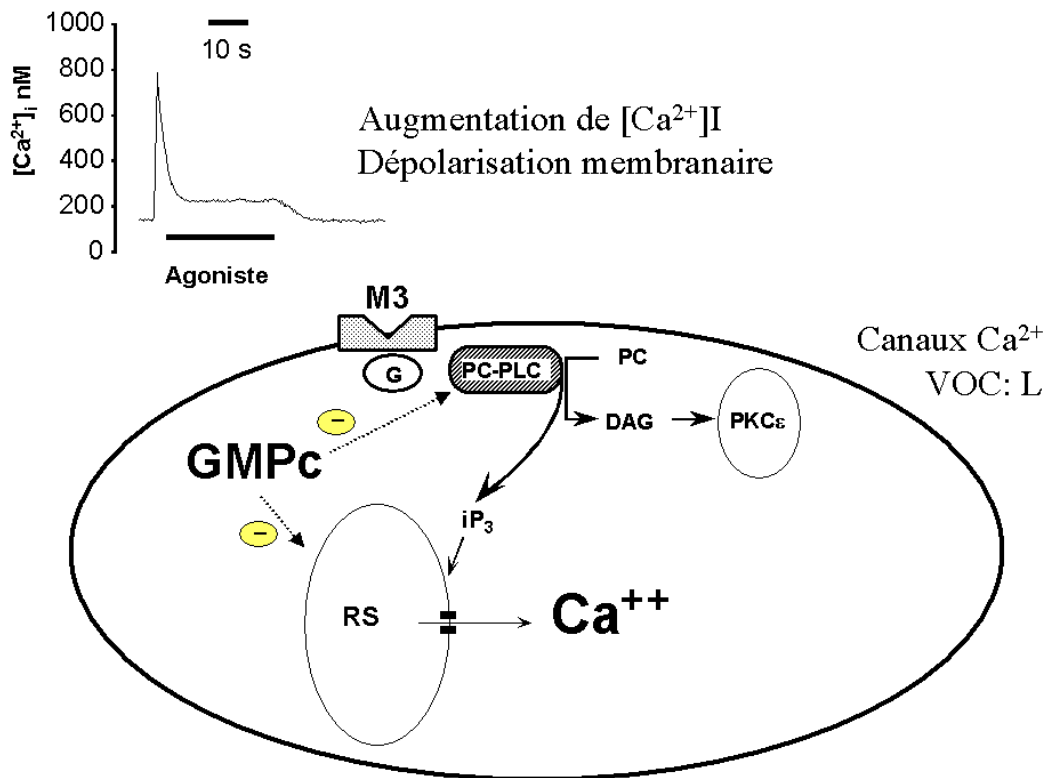 1000
800
600
400
200
0
[Ca²⁺]ᵢ nM
10 s
Agoniste
Augmentation de [Ca²⁺]I
Dépolarisation membranaire
M3
G
PC-PLC
PC
DAG
PKCε
Canaux Ca²⁺
VOC: L
−
GMPc
−
iP₃
RS
Ca⁺⁺